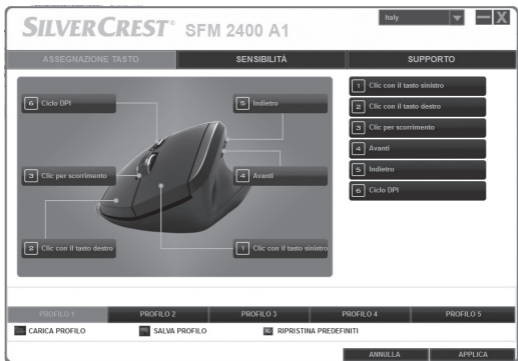 SILVERCREST® SFM 2400 A1
Italy
X
ASSEGNAZIONE TASTO
SENSIBILITÀ
SUPPORTO
6 Ciclo DPI
5 Indietro
3 Clic per scorrimento
4 Avanti
2 Clic con il tasto destro
1 Clic con il tasto sinistro
1 Clic con il tasto sinistro
2 Clic con il tasto destro
3 Clic per scorrimento
4 Avanti
5 Indietro
6 Ciclo DPI
PROFILO 1
PROFILO 2
PROFILO 3
PROFILO 4
PROFILO 5
CARICA PROFILO
SALVA PROFILO
RIPRISTINA PREDEFINITI
ANNULLA
APPLICA